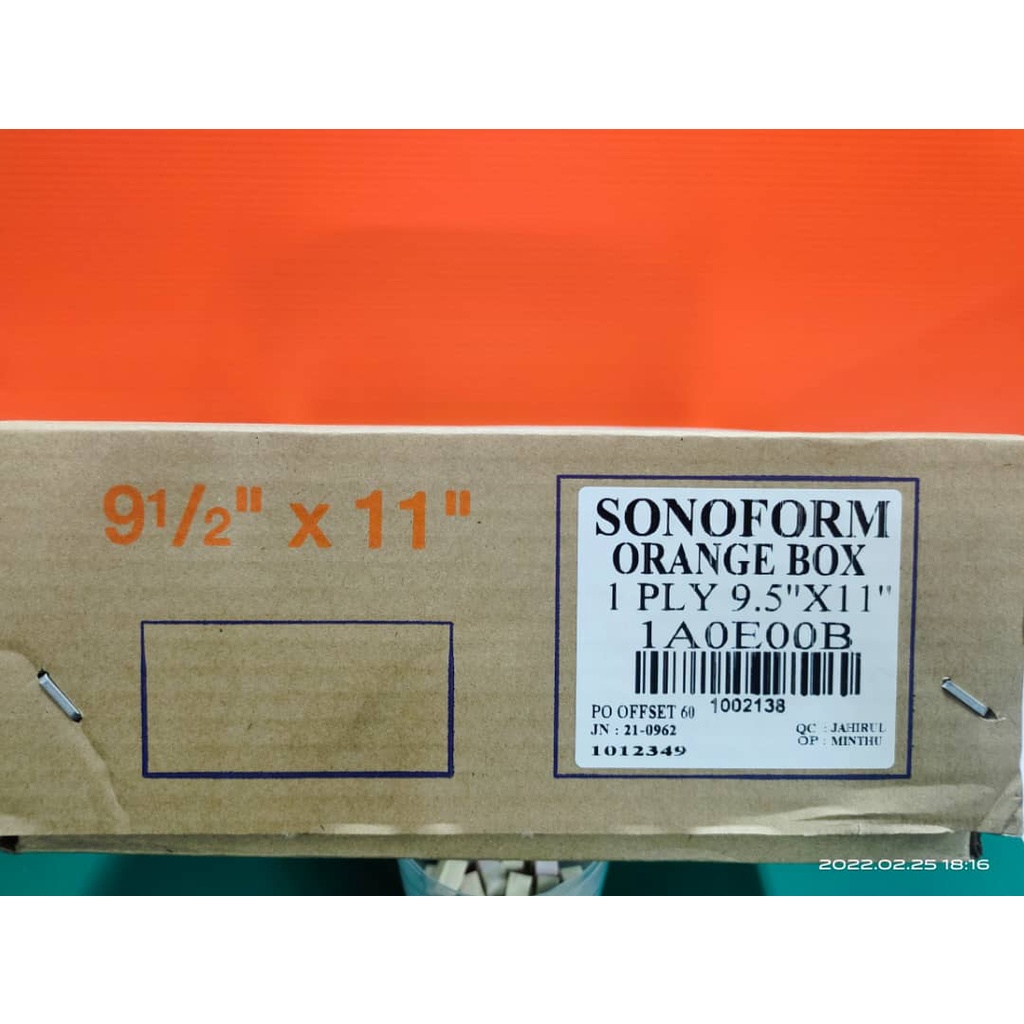 9 1/2" x 11"
SONOFORM
ORANGE BOX
1 PLY 9.5"X11"
1A0E00B
1002138
PO OFFSET 60
JN : 21-0962
1012349
QC : JAHIRUL
OP : MINTHU
2022.02.25 18:16